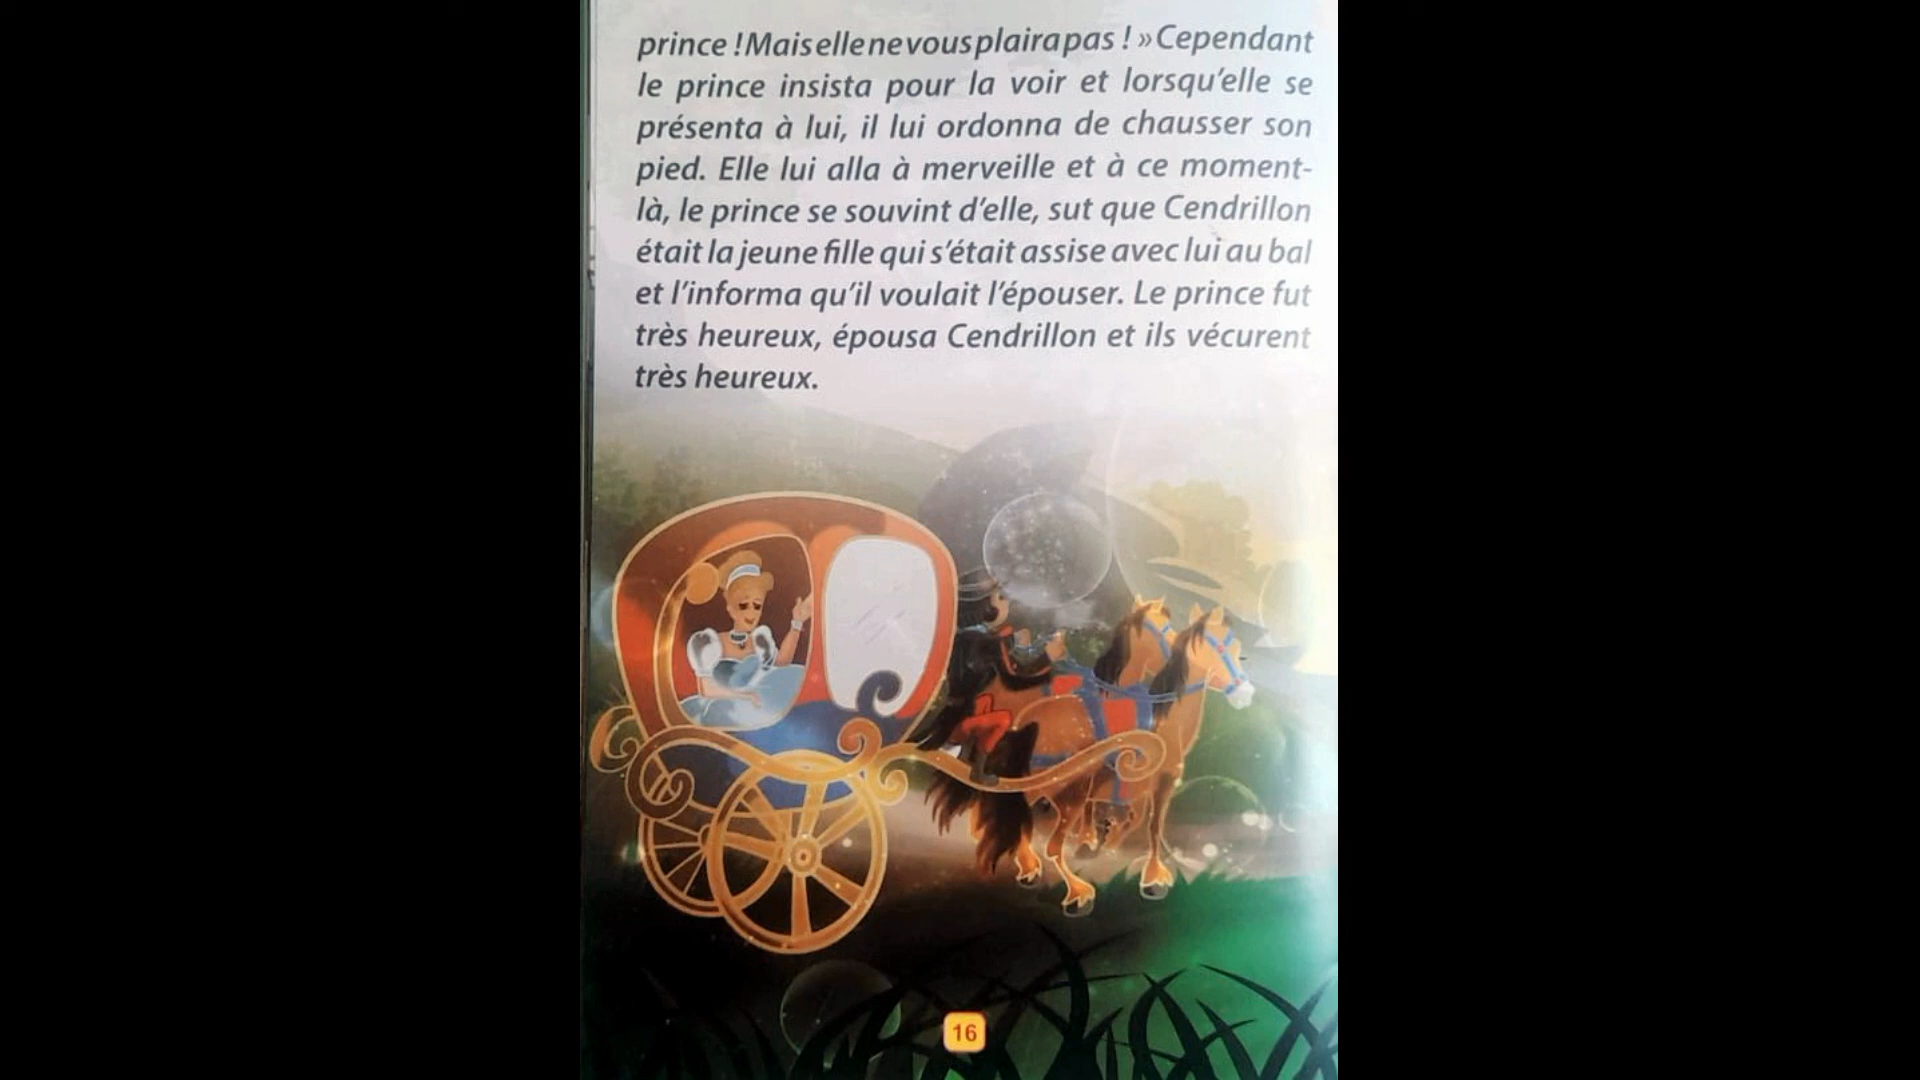 prince ! Mais elle ne vous plaira pas ! » Cependant
le prince insista pour la voir et lorsqu'elle se
présenta à lui, il lui ordonna de chausser son
pied. Elle lui alla à merveille et à ce moment-
là, le prince se souvint d'elle, sut que Cendrillon
était la jeune fille qui s'était assise avec lui au bal
et l'informa qu'il voulait l'épouser. Le prince fut
très heureux, épousa Cendrillon et ils vécurent
très heureux.
16